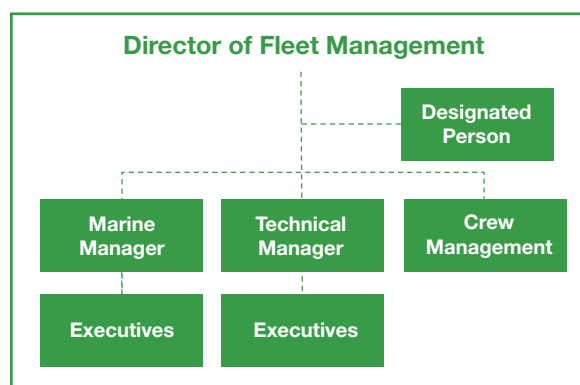 Director of Fleet Management
Designated
Person
Marine
Manager
Technical
Manager
Crew
Management
Executives
Executives